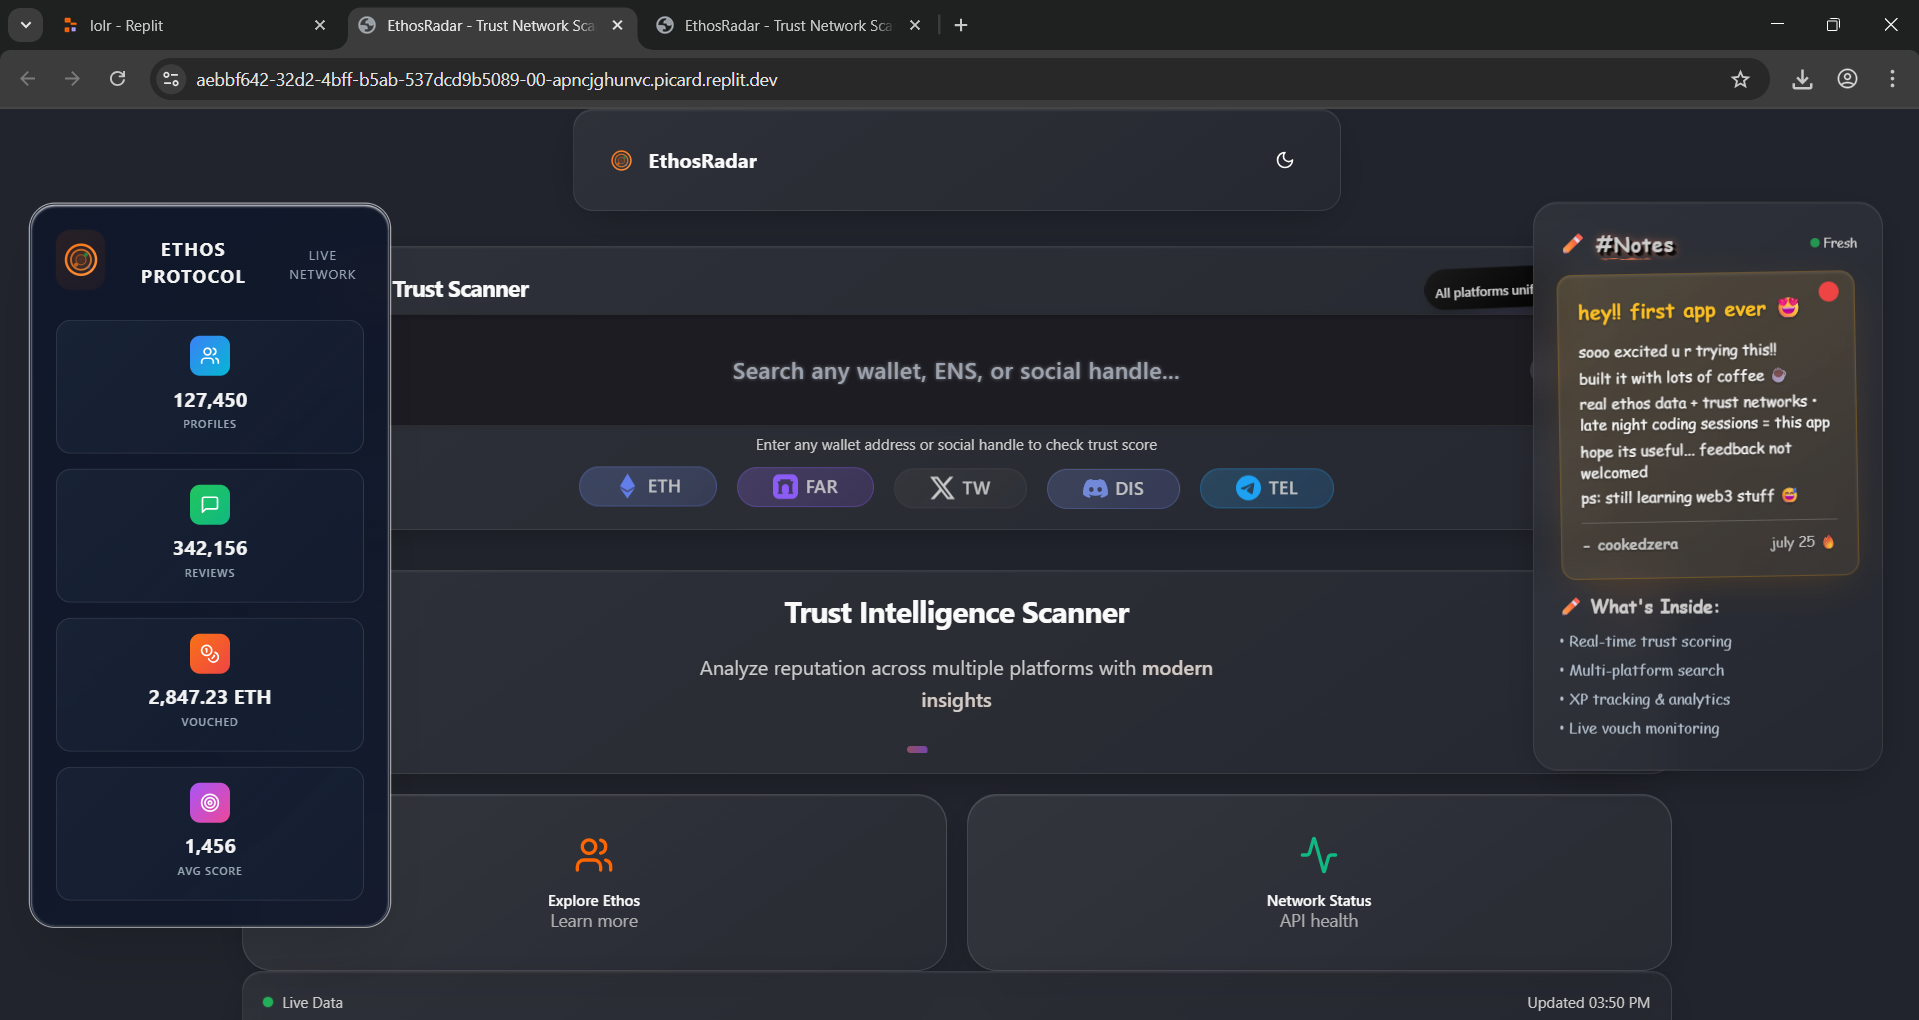 lolr - Replit
EthosRadar - Trust Network Sca
EthosRadar - Trust Network Sca
aebbf642-32d2-4bff-b5ab-537dcd9b5089-00-apncjghunvc.picard.replit.dev
EthosRadar
ETHOS
PROTOCOL
LIVE
NETWORK
127,450
PROFILES
342,156
REVIEWS
2,847.23 ETH
VOUCHED
1,456
AVG SCORE
Trust Scanner
All platforms unif
Search any wallet, ENS, or social handle...
Enter any wallet address or social handle to check trust score
ETH
FAR
TW
DIS
TEL
Trust Intelligence Scanner
Analyze reputation across multiple platforms with modern
insights
Explore Ethos
Learn more
Network Status
API health
Live Data
Updated 03:50 PM
#Notes
Fresh
hey!! first app ever 🤩
sooo excited u r trying this!!
built it with lots of coffee ☕
real ethos data + trust networks •
late night coding sessions = this app
hope its useful... feedback not
welcomed
ps: still learning web3 stuff 😅
- cookedzera
july 25 🔥
What's Inside:
• Real-time trust scoring
• Multi-platform search
• XP tracking & analytics
• Live vouch monitoring